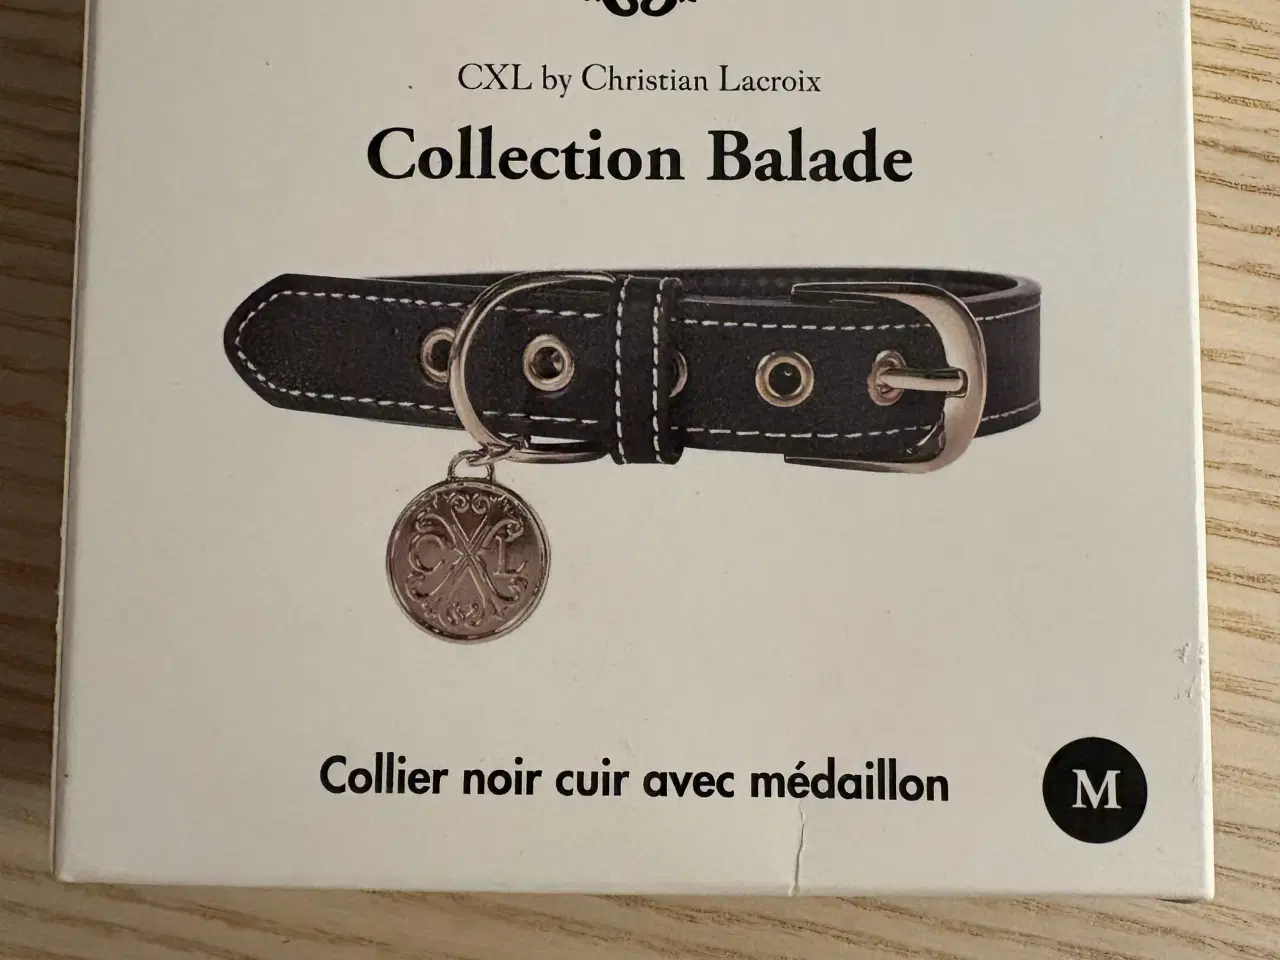 CXL by Christian Lacroix
Collection Balade
C X L
Collier noir cuir avec médaillon
M